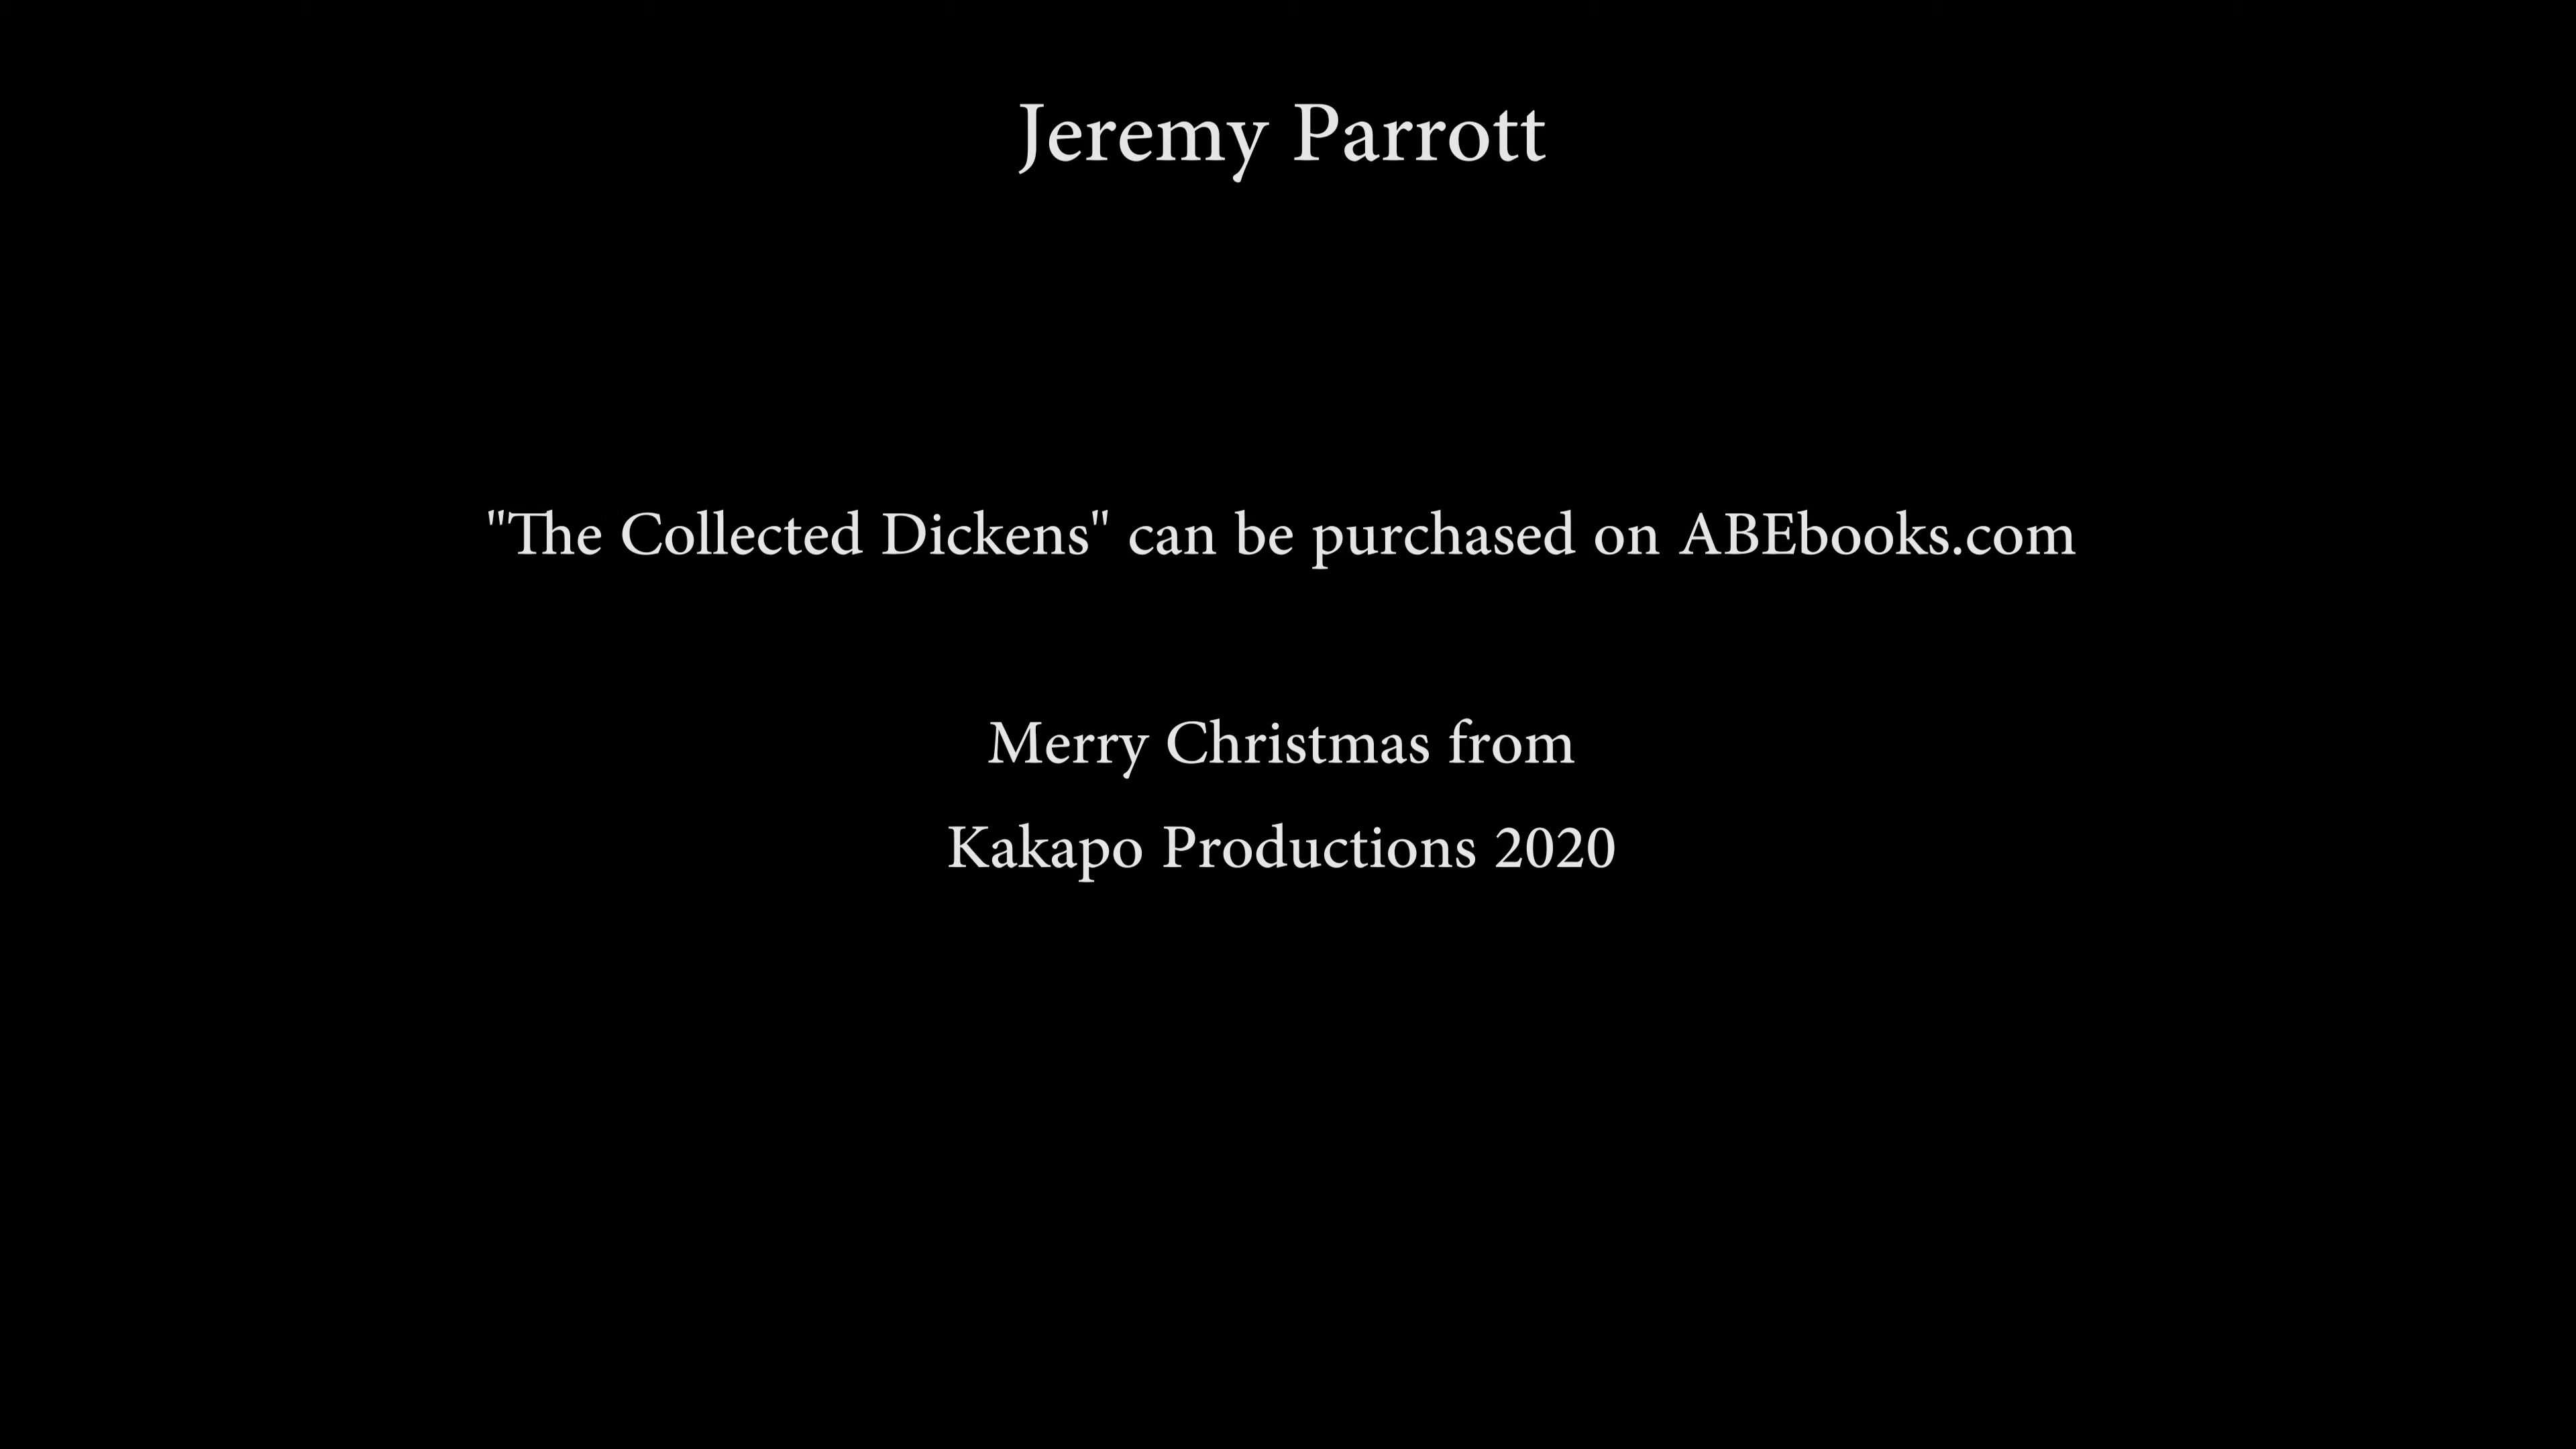 Jeremy Parrott
"The Collected Dickens" can be purchased on ABEbooks.com
Merry Christmas from
Kakapo Productions 2020